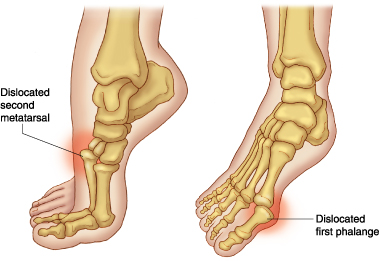 Dislocated
second
metatarsal
Dislocated
first phalange